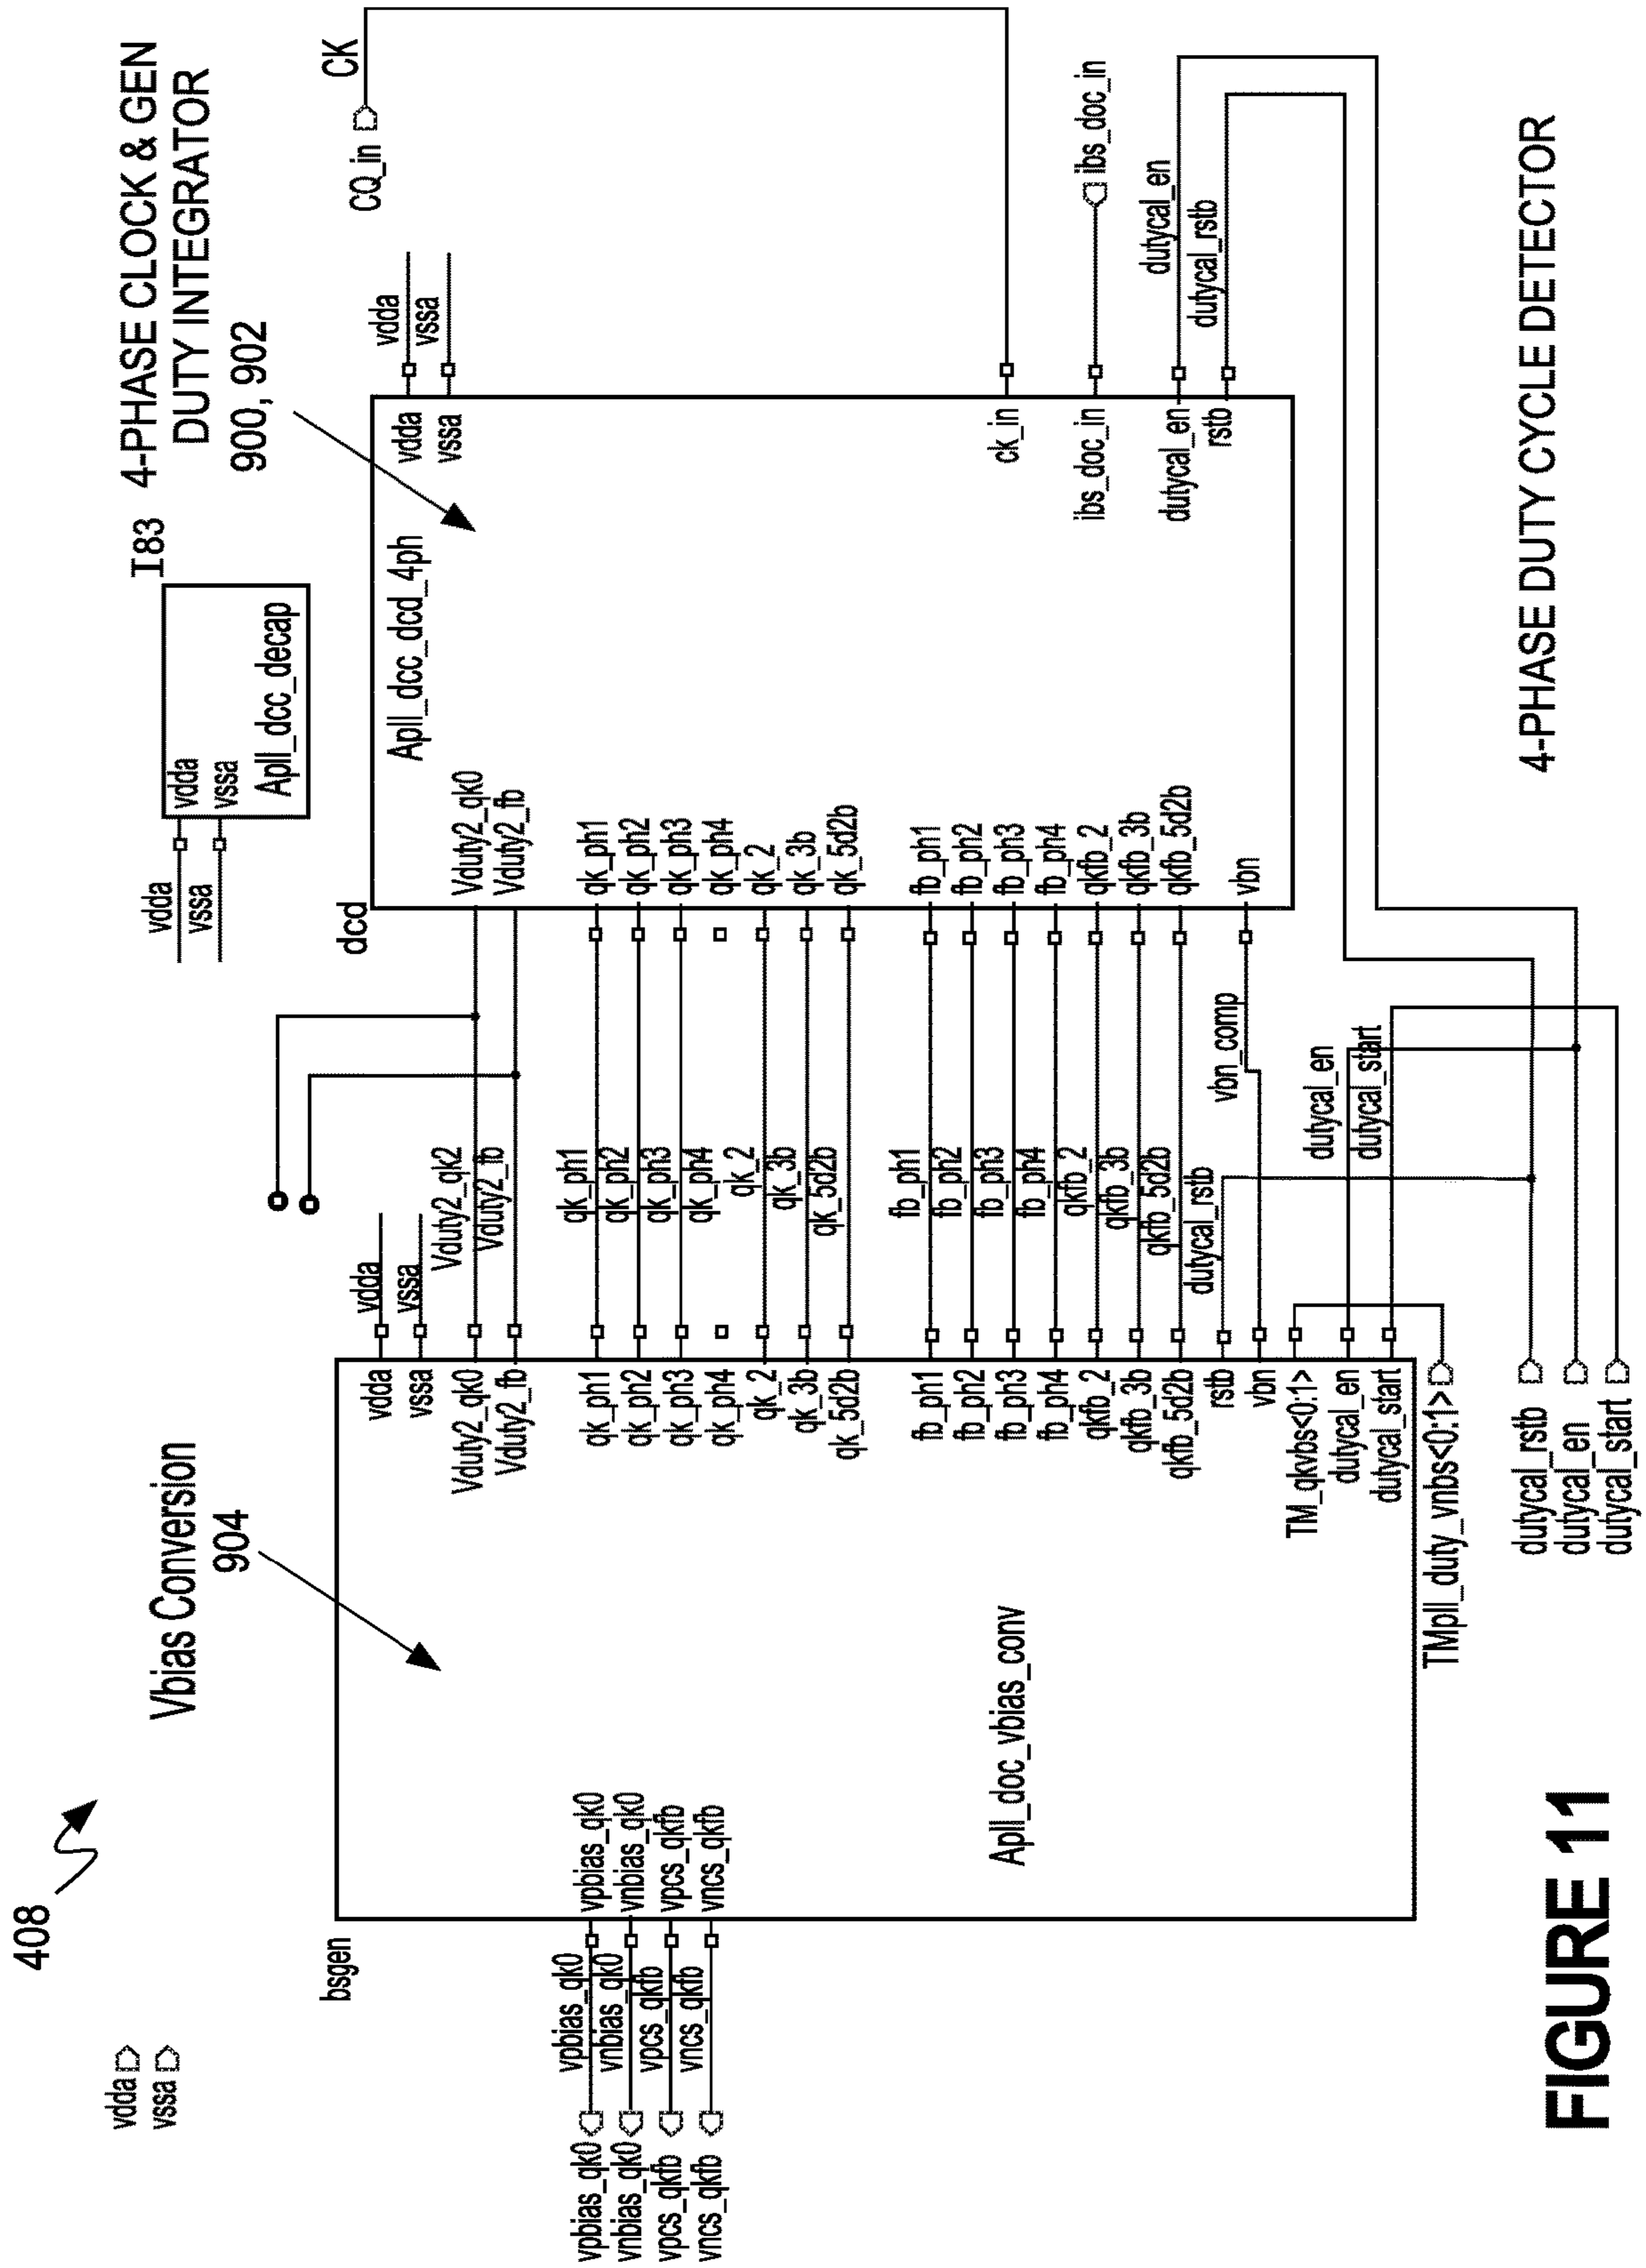 408
vdda
vssa
Vbias Conversion
904
bsgen
Apll_doc_vbias_conv
vpbias_qk0
vnbias_qk0
vpcs_qkfb
vncs_qkfb
vpbias_qk0
vnbias_qk0
vpcs_qkfb
vncs_qkfb
vpbias_qk0
vnbias_qk0
vpcs_qkfb
vncs_qkfb
vdda
vssa
Vduty2_qk0
Vduty2_fb
qk_ph1
qk_ph2
qk_ph3
qk_ph4
qk_2
qk_3b
qk_5d2b
fb_ph1
fb_ph2
fb_ph3
fb_ph4
qkfb_2
qkfb_3b
qkfb_5d2b
rstb
vbn
TM_qkvbs<0:1>
dutycal_en
dutycal_start
TMpll_duty_vnbs<0:1>
dutycal_rstb
dutycal_en
dutycal_start
vdda
vssa
Vduty2_qk2
Vduty2_fb
qk_ph1
qk_ph2
qk_ph3
qk_ph4
qk_2
qk_3b
qk_5d2b
fb_ph1
fb_ph2
fb_ph3
fb_ph4
qkfb_2
qkfb_3b
qkfb_5d2b
dutycal_rstb
vbn_comp
dutycal_en
dutycal_start
vdda
vssa
vdda
vssa
Apll_dcc_decap
I83
4-PHASE CLOCK & GEN
DUTY INTEGRATOR
900, 902
dcd
Apll_dcc_dcd_4ph
Vduty2_qk0
Vduty2_fb
qk_ph1
qk_ph2
qk_ph3
qk_ph4
qk_2
qk_3b
qk_5d2b
fb_ph1
fb_ph2
fb_ph3
fb_ph4
qkfb_2
qkfb_3b
qkfb_5d2b
vbn
vdda
vssa
ck_in
ibs_doc_in
dutycal_en
rstb
vdda
vssa
CQ_in
CK
ibs_doc_in
dutycal_en
dutycal_rstb
4-PHASE DUTY CYCLE DETECTOR
FIGURE 11